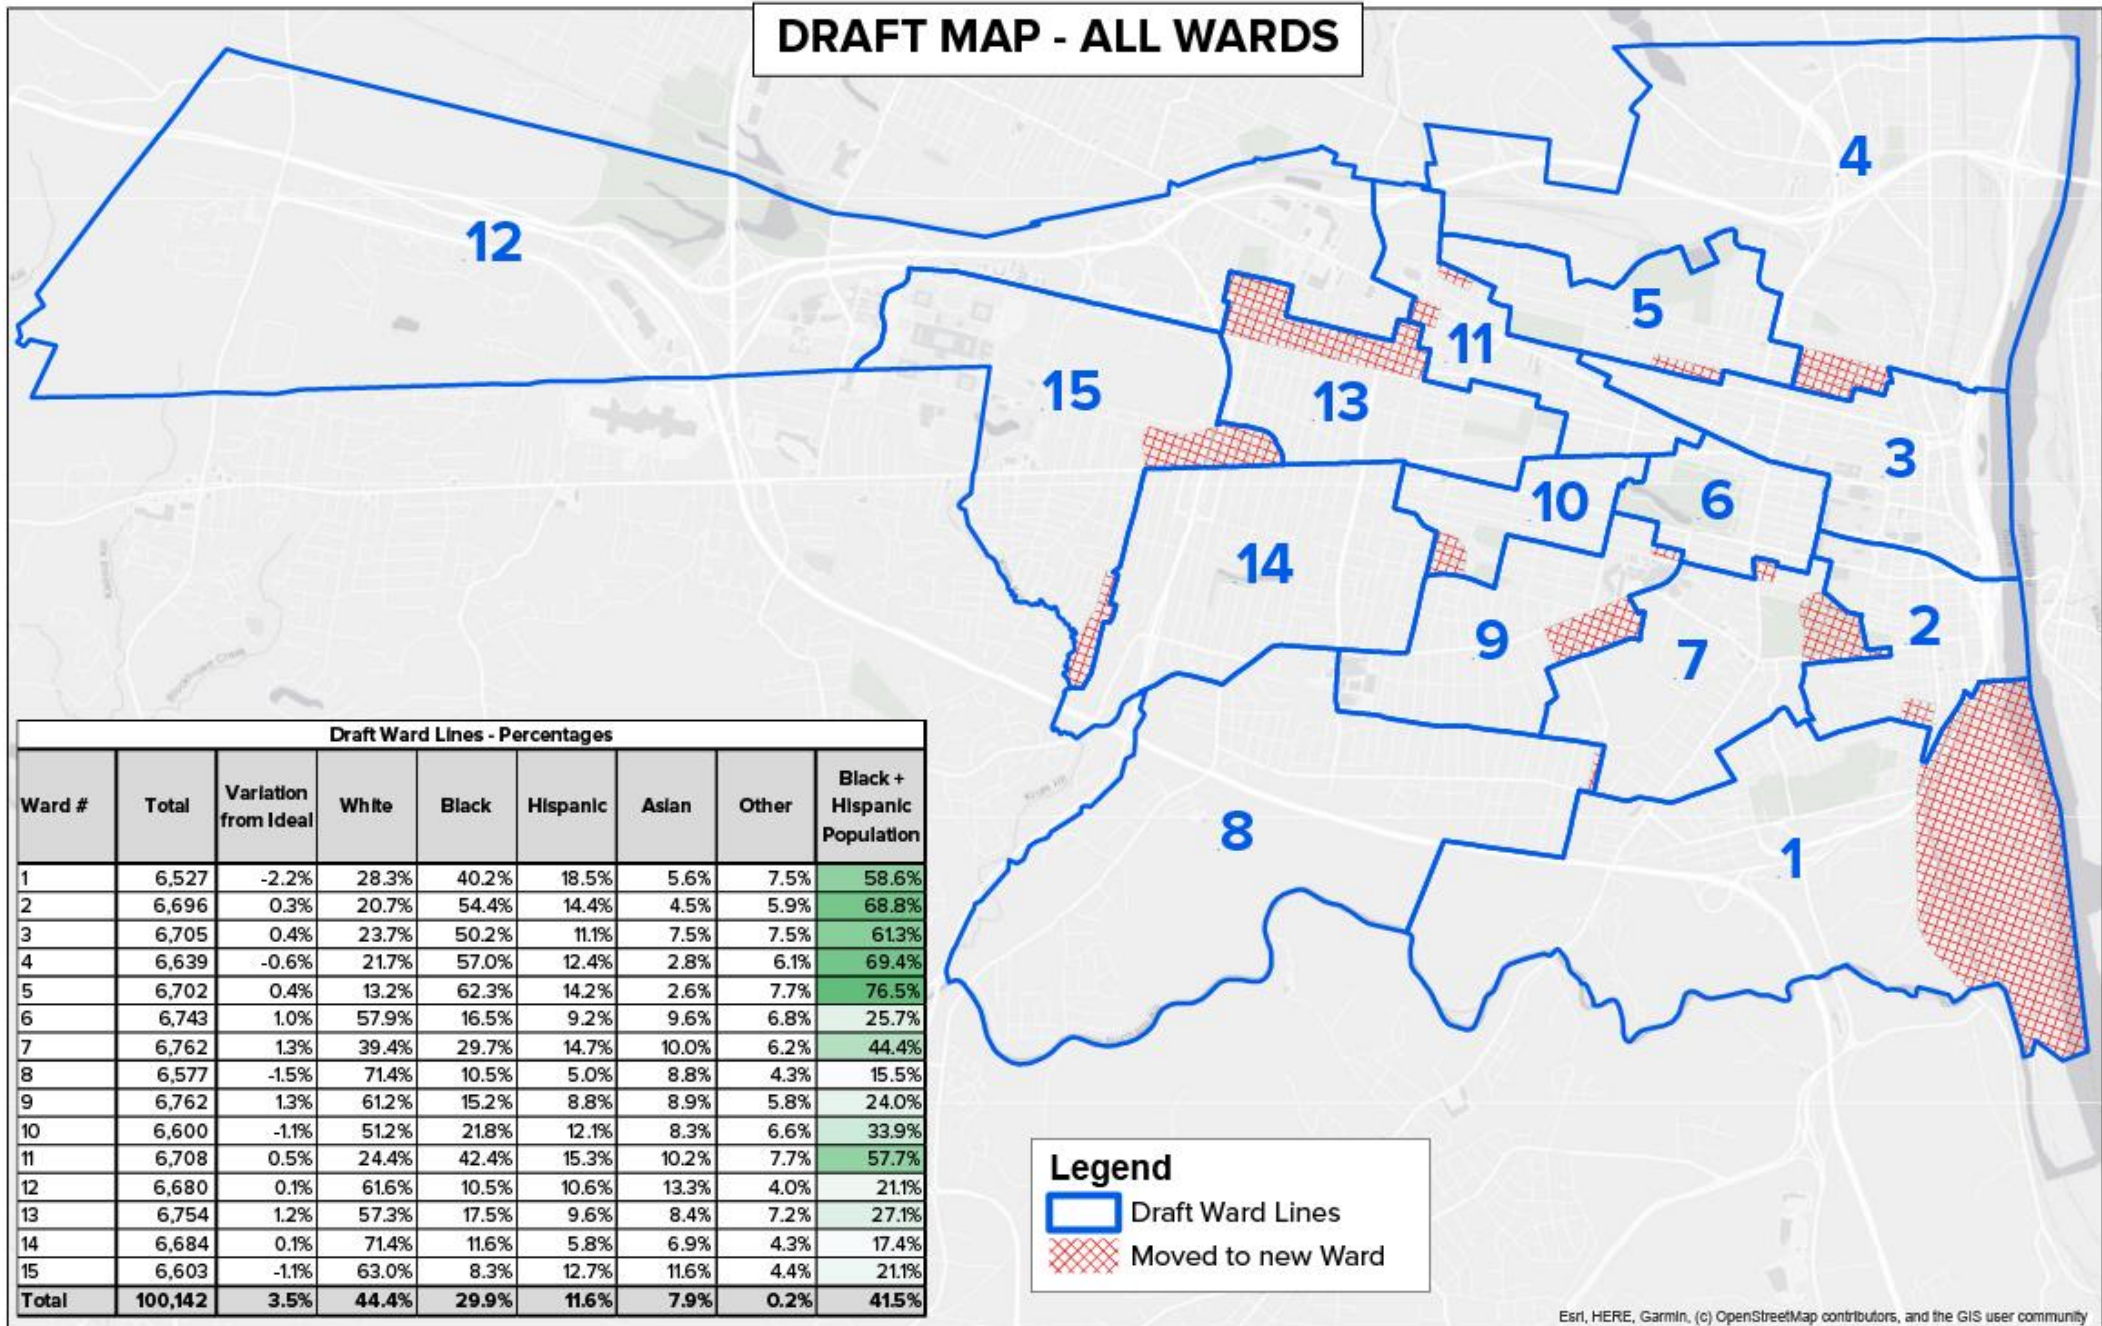 DRAFT MAP - ALL WARDS
4
12
5
11
15
13
3
10
6
14
9
7
2
8
1
Draft Ward Lines - Percentages
Ward # Total Variation from Ideal White Black Hispanic Asian Other Black + Hispanic Population
1 6,527 -2.2% 28.3% 40.2% 18.5% 5.6% 7.5% 58.6%
2 6,696 0.3% 20.7% 54.4% 14.4% 4.5% 5.9% 68.8%
3 6,705 0.4% 23.7% 50.2% 11.1% 7.5% 7.5% 61.3%
4 6,639 -0.6% 21.7% 57.0% 12.4% 2.8% 6.1% 69.4%
5 6,702 0.4% 13.2% 62.3% 14.2% 2.6% 7.7% 76.5%
6 6,743 1.0% 57.9% 16.5% 9.2% 9.6% 6.8% 25.7%
7 6,762 1.3% 39.4% 29.7% 14.7% 10.0% 6.2% 44.4%
8 6,577 -1.5% 71.4% 10.5% 5.0% 8.8% 4.3% 15.5%
9 6,762 1.3% 61.2% 15.2% 8.8% 8.9% 5.8% 24.0%
10 6,600 -1.1% 51.2% 21.8% 12.1% 8.3% 6.6% 33.9%
11 6,708 0.5% 24.4% 42.4% 15.3% 10.2% 7.7% 57.7%
12 6,680 0.1% 61.6% 10.5% 10.6% 13.3% 4.0% 21.1%
13 6,754 1.2% 57.3% 17.5% 9.6% 8.4% 7.2% 27.1%
14 6,684 0.1% 71.4% 11.6% 5.8% 6.9% 4.3% 17.4%
15 6,603 -1.1% 63.0% 8.3% 12.7% 11.6% 4.4% 21.1%
Total 100,142 3.5% 44.4% 29.9% 11.6% 7.9% 0.2% 41.5%
Legend
Draft Ward Lines
Moved to new Ward
Esri, HERE, Garmin, (c) OpenStreetMap contributors, and the GIS user community